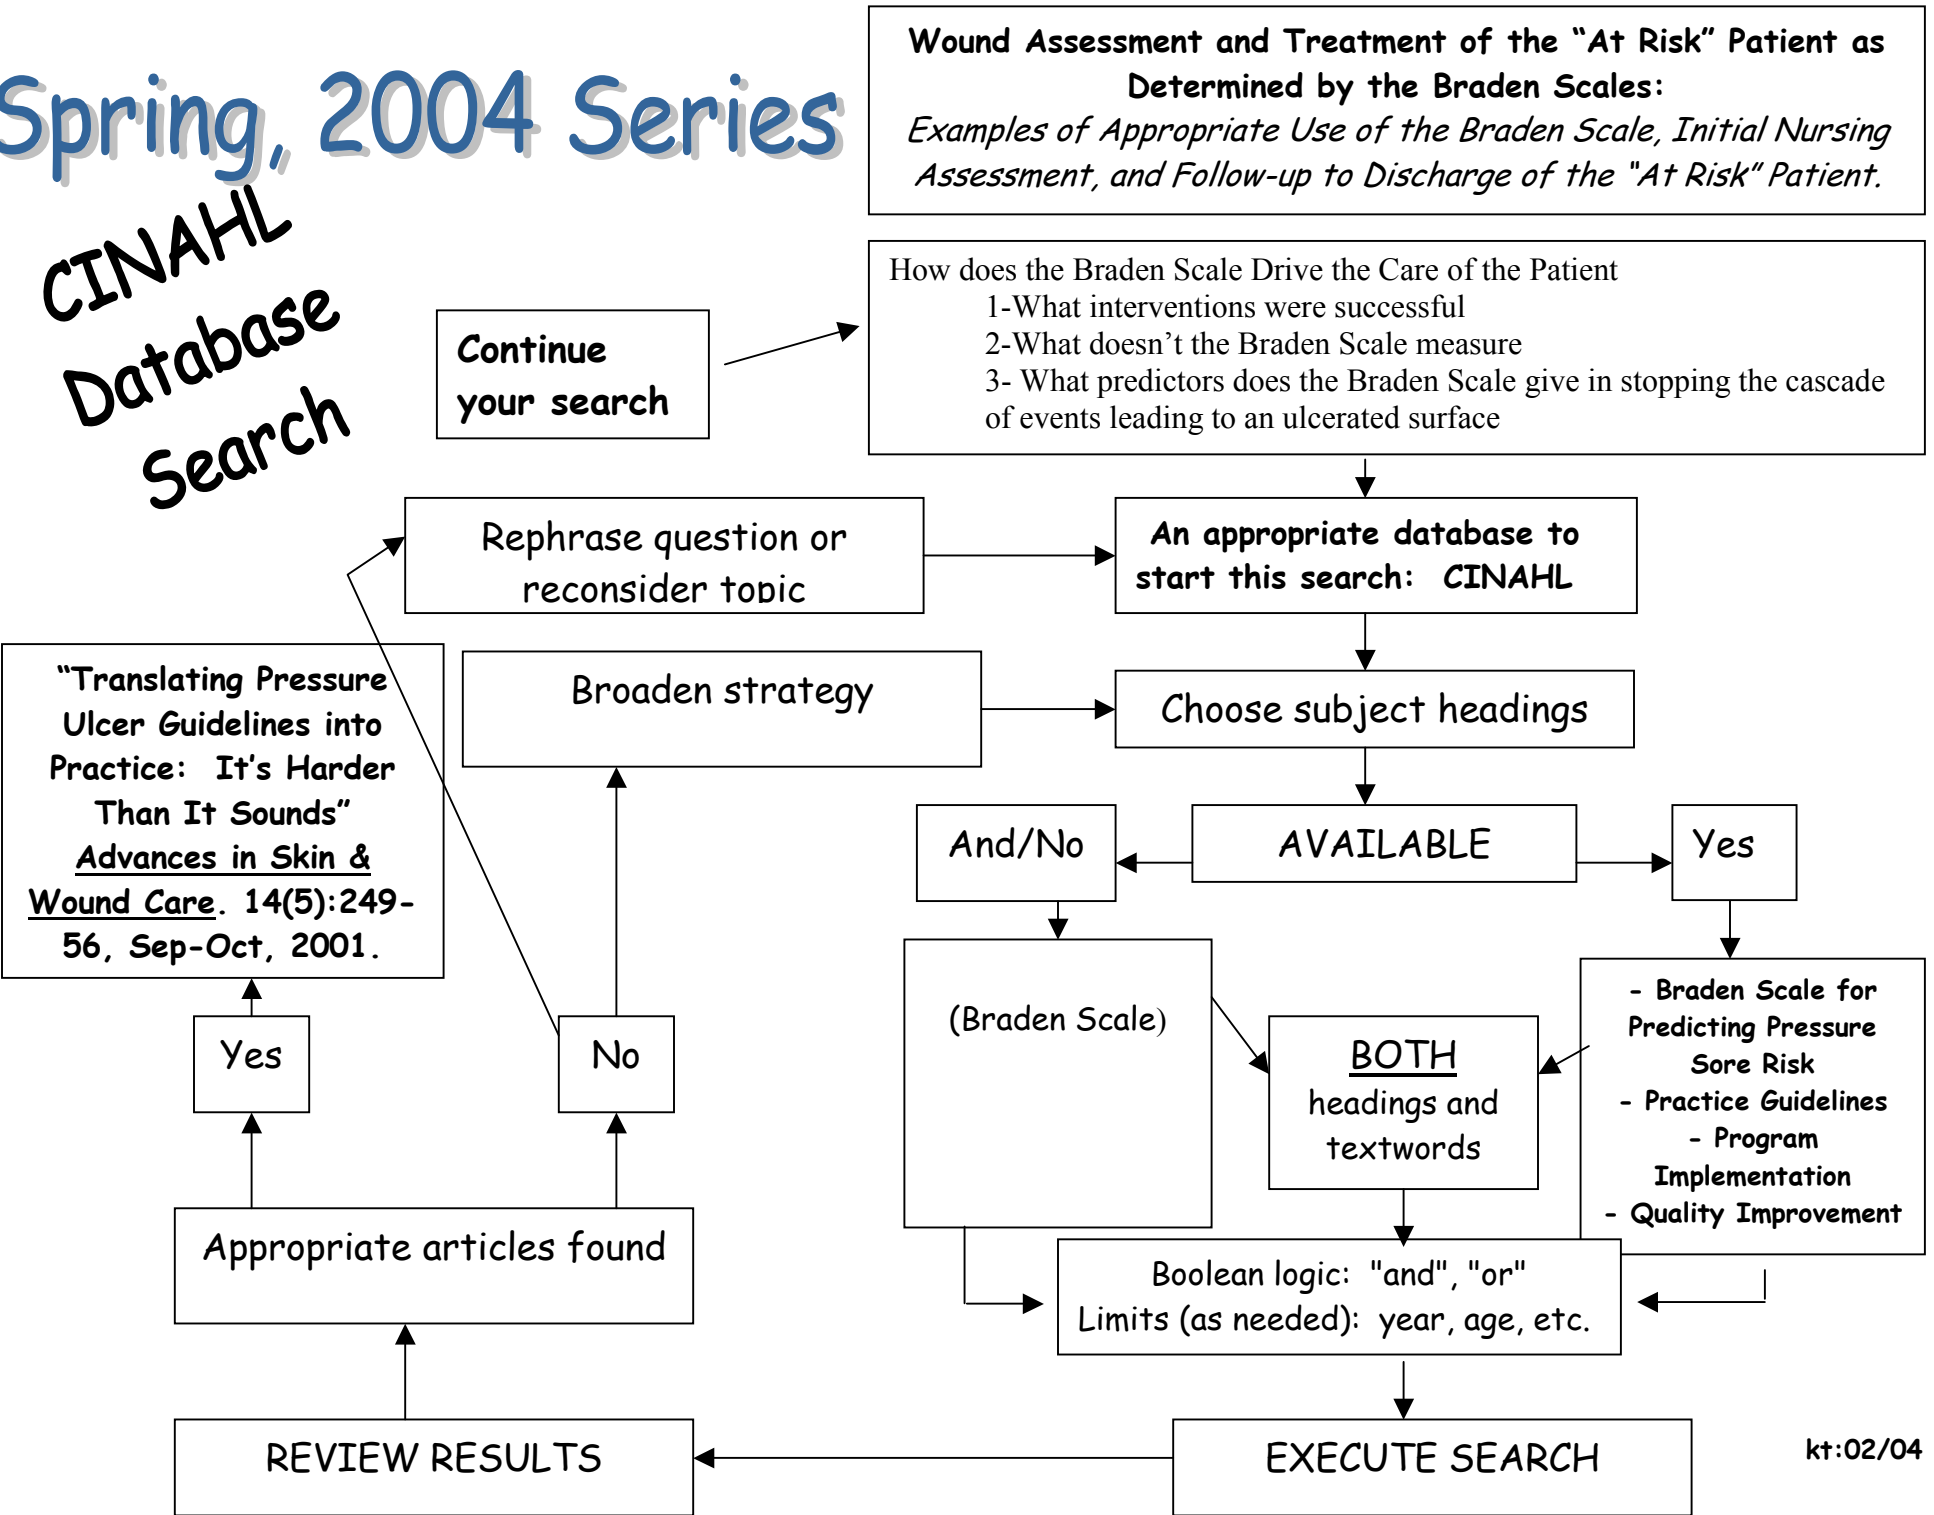 Spring, 2004 Series
CINAHL
Database
Search
Wound Assessment and Treatment of the “At Risk” Patient as
Determined by the Braden Scales:
Examples of Appropriate Use of the Braden Scale, Initial Nursing
Assessment, and Follow-up to Discharge of the “At Risk” Patient.
Continue
your search
How does the Braden Scale Drive the Care of the Patient
1-What interventions were successful
2-What doesn’t the Braden Scale measure
3- What predictors does the Braden Scale give in stopping the cascade
of events leading to an ulcerated surface
Rephrase question or
reconsider topic
An appropriate database to
start this search: CINAHL
“Translating Pressure
Ulcer Guidelines into
Practice: It’s Harder
Than It Sounds”
Advances in Skin &
Wound Care. 14(5):249-
56, Sep-Oct, 2001.
Broaden strategy
Choose subject headings
And/No
AVAILABLE
Yes
(Braden Scale)
BOTH
headings and
textwords
- Braden Scale for
Predicting Pressure
Sore Risk
- Practice Guidelines
- Program
Implementation
- Quality Improvement
Yes
No
Appropriate articles found
Boolean logic: "and", "or"
Limits (as needed): year, age, etc.
REVIEW RESULTS
EXECUTE SEARCH
kt:02/04